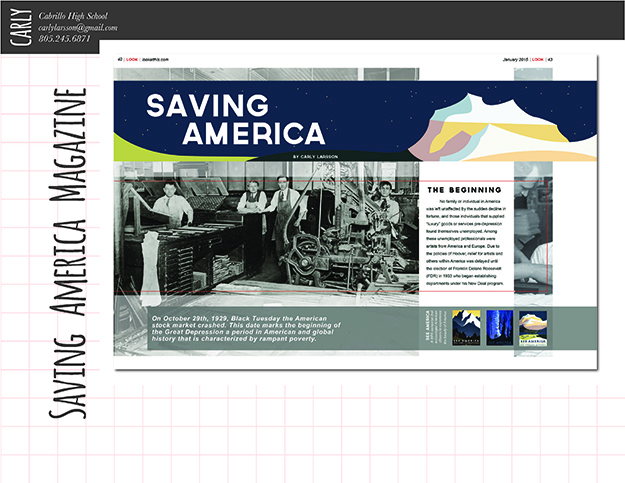 CARLY
Cabrillo High School
carlylarsson@gmail.com
805.245.6871
SAVING AMERICA MAGAZINE
42 | LOOK | lookatthis.com
January 2015 | LOOK | 43
SAVING
AMERICA
BY CARLY LARSSON
THE BEGINNING
No family or individual in America
was left unaffected by the sudden decline in
fortune, and those individuals that supplied
"luxury" goods or services pre-depression
found themselves unemployed. Among
these unemployed professionals were
artists from America and Europe. Due to
the policies of Hoover, relief for artists and
others within America was delayed until
the election of Franklin Delano Roosevelt
(FDR) in 1933 who began establishing
departments under his New Deal program.
On October 29th, 1929, Black Tuesday the American
stock market crashed. This date marks the beginning of
the Great Depression a period in American and global
history that is characterized by rampant poverty.
SEE AMERICA
SEE AMERICA
SEE AMERICA